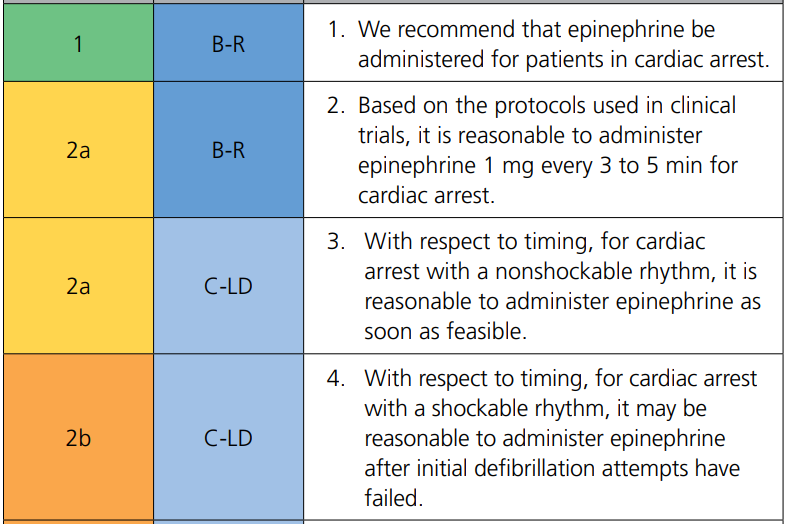 1
B-R
1. We recommend that epinephrine be
administered for patients in cardiac arrest.
2a
B-R
2. Based on the protocols used in clinical
trials, it is reasonable to administer
epinephrine 1 mg every 3 to 5 min for
cardiac arrest.
2a
C-LD
3. With respect to timing, for cardiac
arrest with a nonshockable rhythm, it is
reasonable to administer epinephrine as
soon as feasible.
2b
C-LD
4. With respect to timing, for cardiac arrest
with a shockable rhythm, it may be
reasonable to administer epinephrine
after initial defibrillation attempts have
failed.